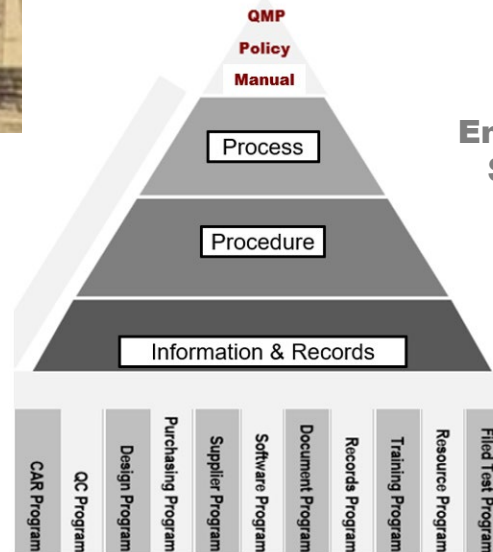 QMP
Policy
Manual
Process
Procedure
Information & Records
CAR Program
QC Program
Design Program
Purchasing Program
Supplier Program
Software Program
Document Program
Records Program
Training Program
Resource Program
Filed Test Program